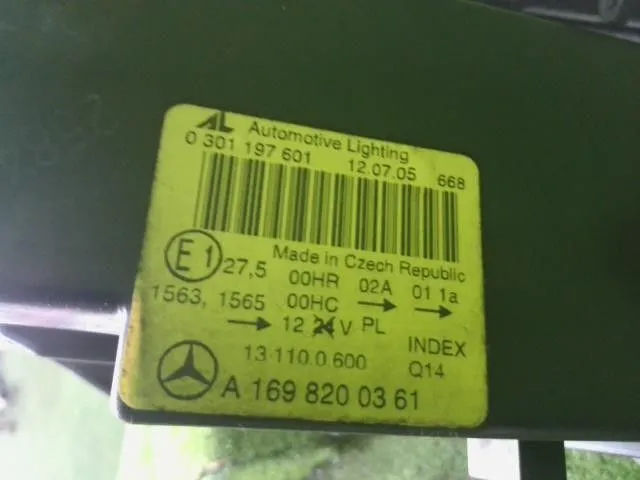 AL Automotive Lighting
0 301 197 601 12.07.05 668
Made in Czech Republic
E1 27,5 00HR 02A 01 1a
1563, 1565 00HC → →
→ 12 24 V PL
13 110.0.600 INDEX
Q14
A 169 820 03 61